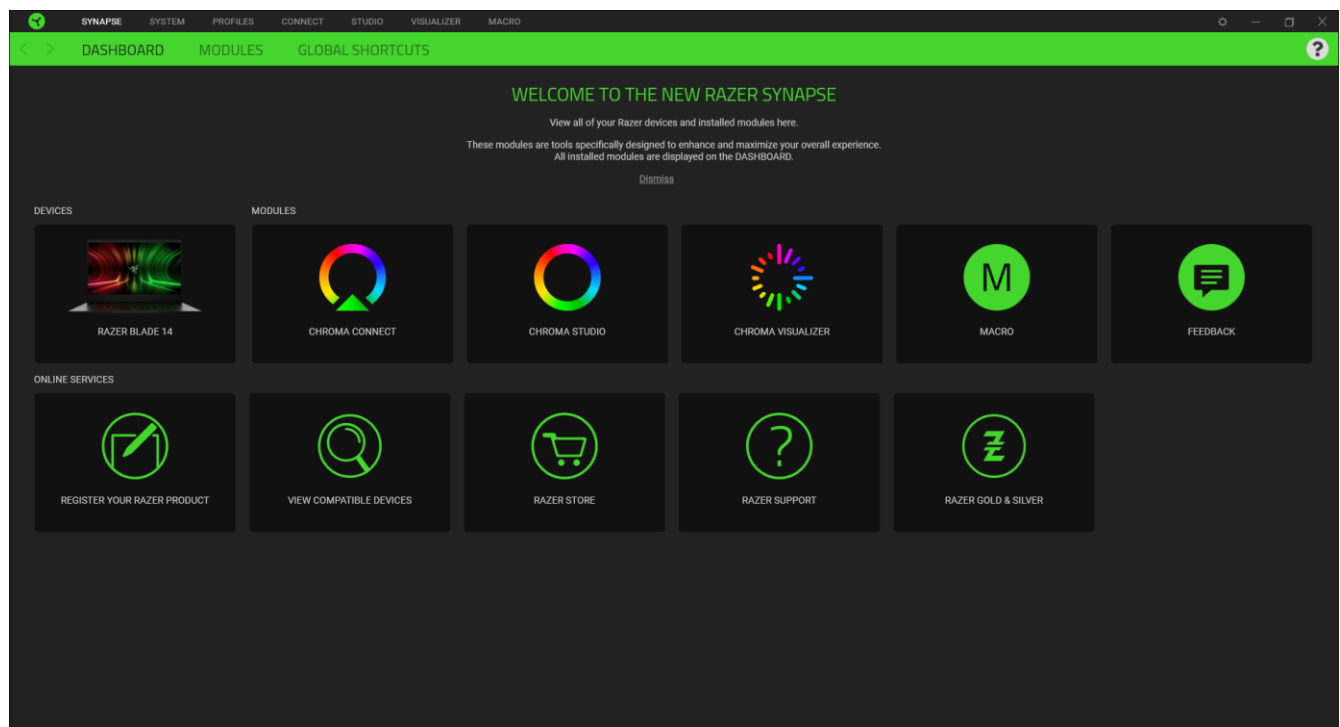 SYNAPSE SYSTEM PROFILES CONNECT STUDIO VISUALIZER MACRO
DASHBOARD MODULES GLOBAL SHORTCUTS ?
WELCOME TO THE NEW RAZER SYNAPSE
View all of your Razer devices and installed modules here.
These modules are tools specifically designed to enhance and maximize your overall experience.
All installed modules are displayed on the DASHBOARD.
Dismiss
DEVICES MODULES
M
RAZER BLADE 14 CHROMA CONNECT CHROMA STUDIO CHROMA VISUALIZER MACRO FEEDBACK
ONLINE SERVICES
?
REGISTER YOUR RAZER PRODUCT VIEW COMPATIBLE DEVICES RAZER STORE RAZER SUPPORT RAZER GOLD & SILVER